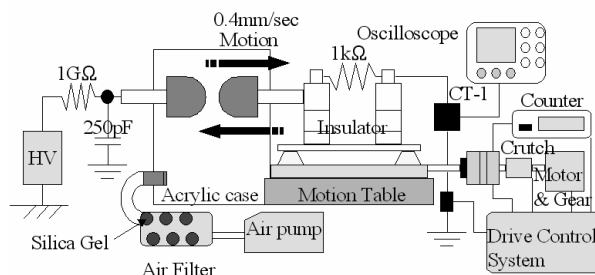 0.4mm/sec
Motion
Oscilloscope
1GΩ
1kΩ
CT-1
Counter
250pF
Insulator
HV
Crutch
Acrylic case
Motion Table
Motor
& Gear
Silica Gel
Air pump
Drive Control
System
Air Filter